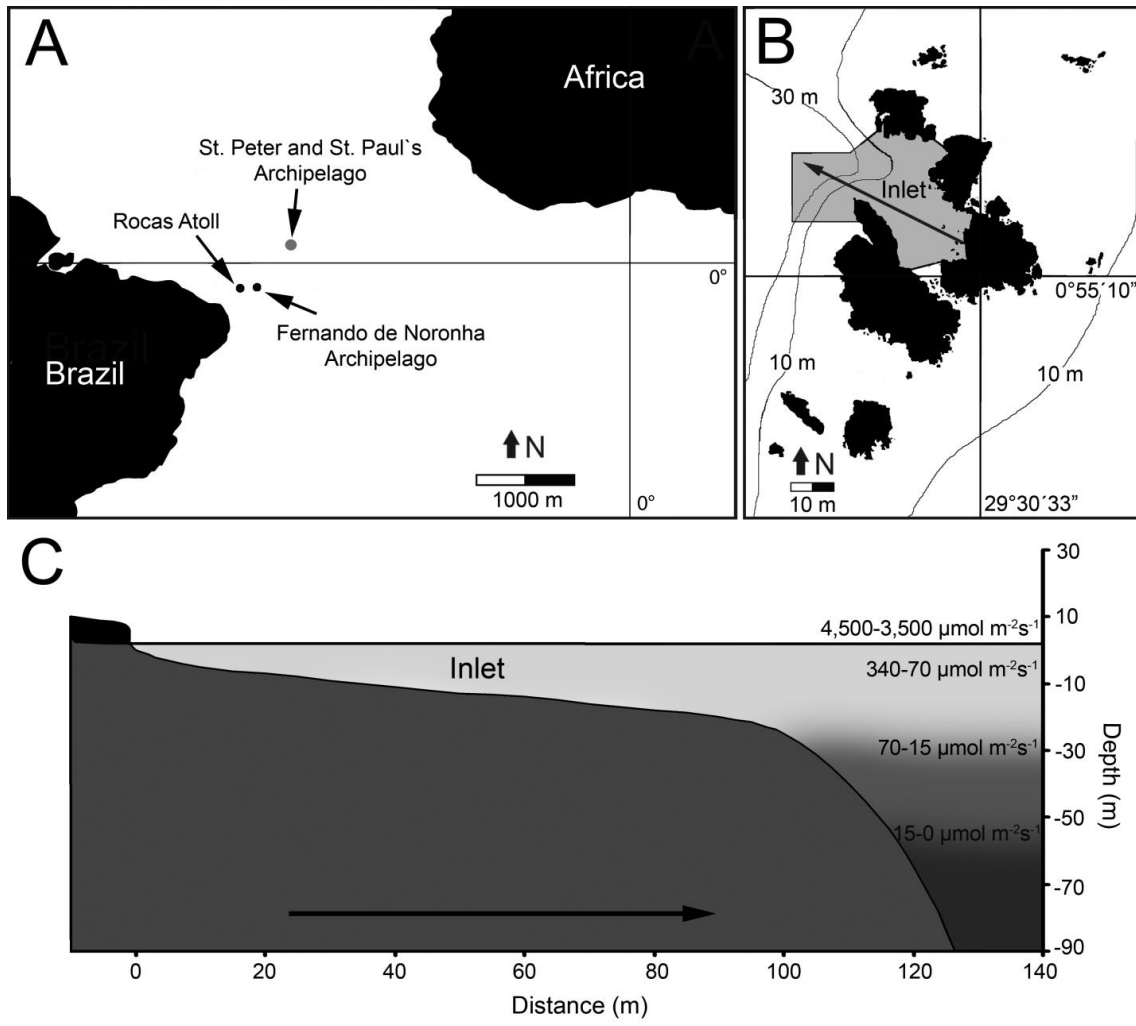 A
Africa
St. Peter and St. Paul`s
Archipelago
Rocas Atoll
0°
Fernando de Noronha
Archipelago
Brazil
Brazil
N
1000 m
0°
A
B
30 m
Inlet
0°55´10”
10 m
10 m
N
10 m
29°30´33”
C
30
10
-10
-30
-50
-70
-90
Depth (m)
4,500-3,500 µmol m⁻²s⁻¹
Inlet
340-70 µmol m⁻²s⁻¹
70-15 µmol m⁻²s⁻¹
15-0 µmol m⁻²s⁻¹
0 20 40 60 80 100 120 140
Distance (m)